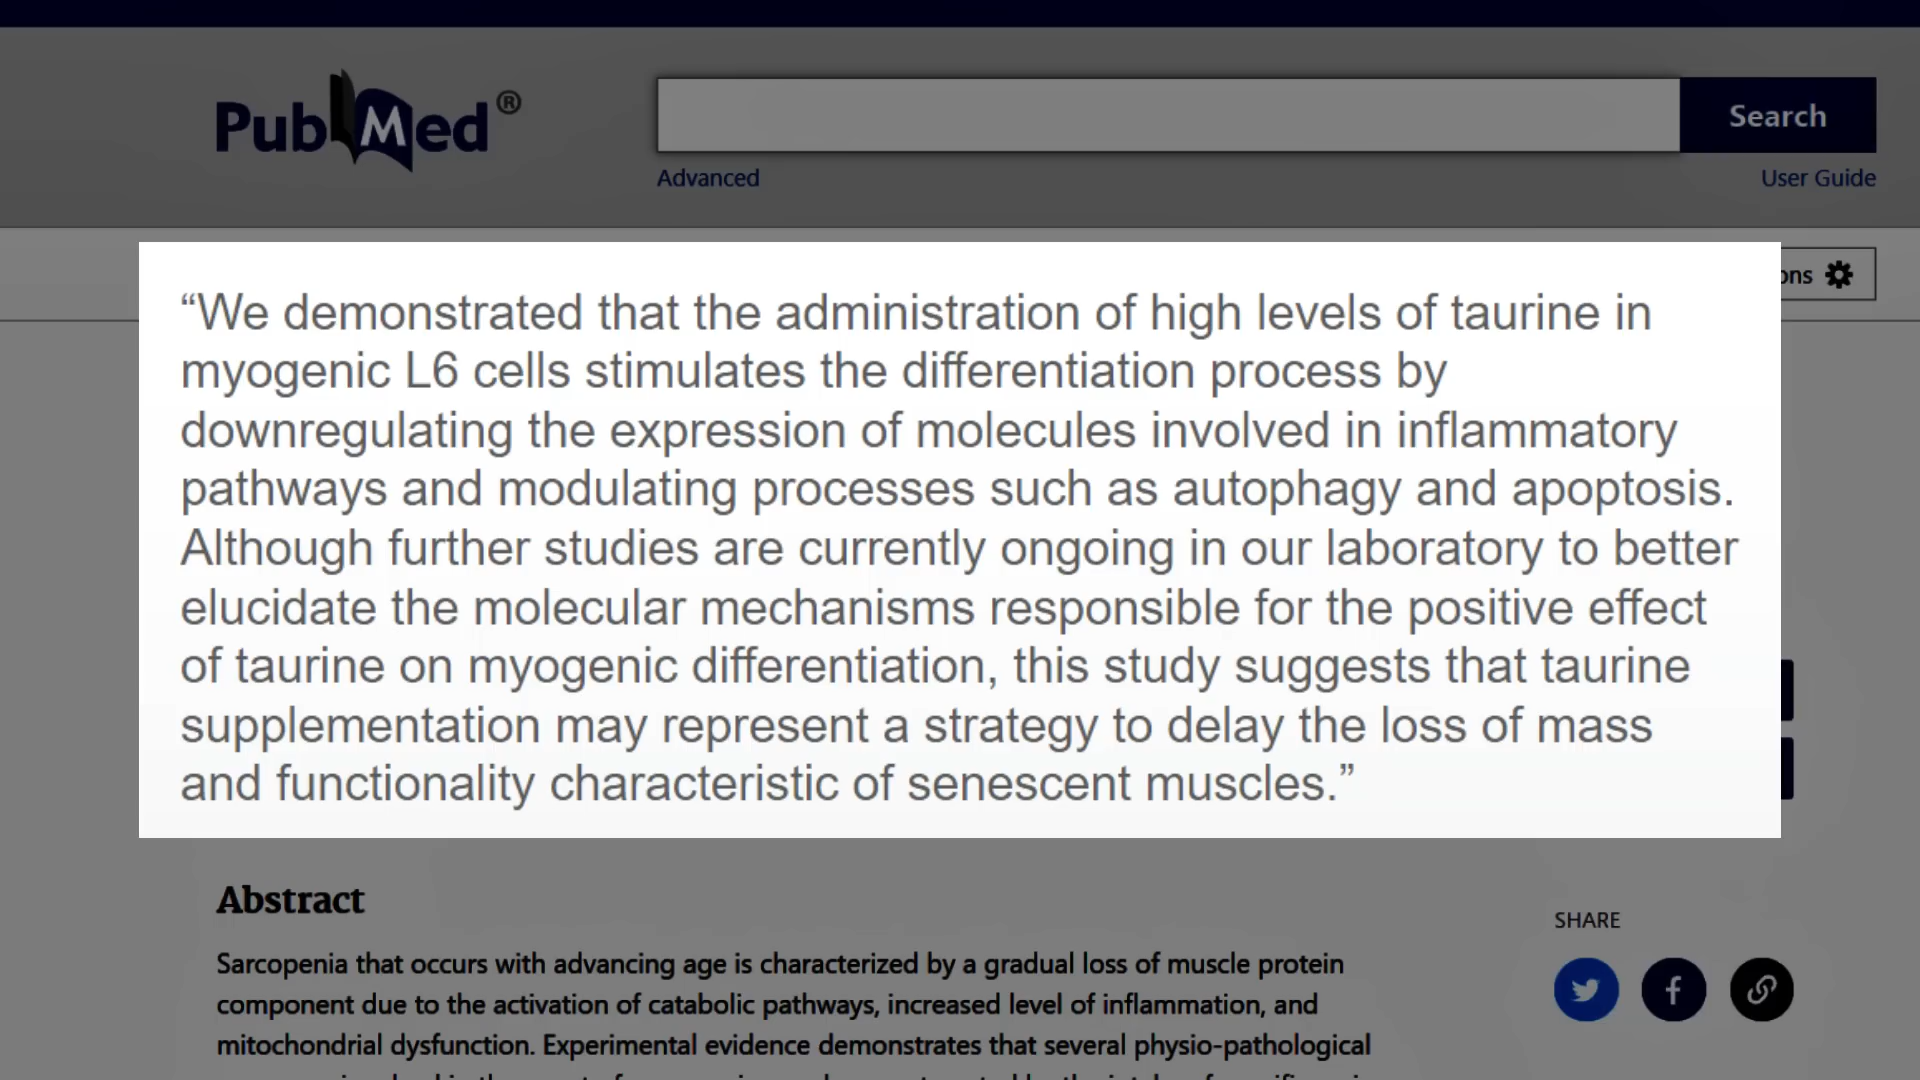 PubMed®
Search
Advanced
User Guide
ons
“We demonstrated that the administration of high levels of taurine in
myogenic L6 cells stimulates the differentiation process by
downregulating the expression of molecules involved in inflammatory
pathways and modulating processes such as autophagy and apoptosis.
Although further studies are currently ongoing in our laboratory to better
elucidate the molecular mechanisms responsible for the positive effect
of taurine on myogenic differentiation, this study suggests that taurine
supplementation may represent a strategy to delay the loss of mass
and functionality characteristic of senescent muscles.”
Abstract
SHARE
Sarcopenia that occurs with advancing age is characterized by a gradual loss of muscle protein
component due to the activation of catabolic pathways, increased level of inflammation, and
mitochondrial dysfunction. Experimental evidence demonstrates that several physio-pathological